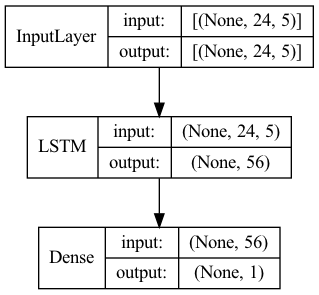 InputLayer
input: [(None, 24, 5)]
output: [(None, 24, 5)]
LSTM
input: (None, 24, 5)
output: (None, 56)
Dense
input: (None, 56)
output: (None, 1)